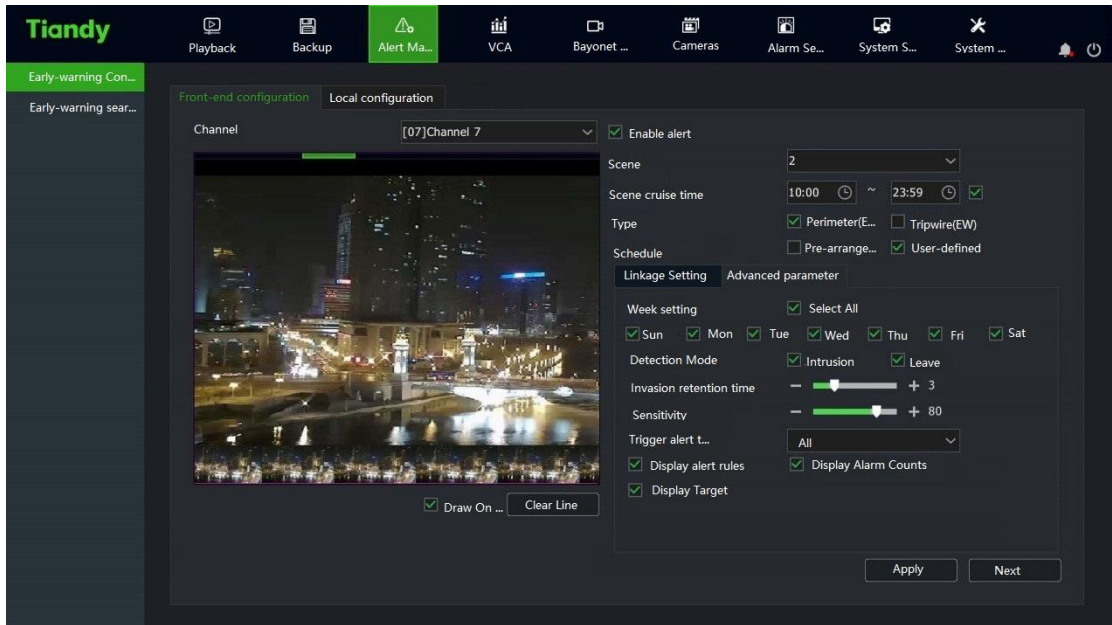 Tiandy
Playback Backup Alert Ma... VCA Bayonet ... Cameras Alarm Se... System S... System ...
Early-warning Con...
Early-warning sear...
Front-end configuration Local configuration
Channel [07]Channel 7 Enable alert
Scene 2
Scene cruise time 10:00 ~ 23:59
Type Perimeter(E... Tripwire(EW)
Schedule Pre-arrange... User-defined
Linkage Setting Advanced parameter
Week setting Select All
Sun Mon Tue Wed Thu Fri Sat
Detection Mode Intrusion Leave
Invasion retention time − + 3
Sensitivity − + 80
Trigger alert t... All
Display alert rules Display Alarm Counts
Display Target
Draw On ... Clear Line
Apply Next